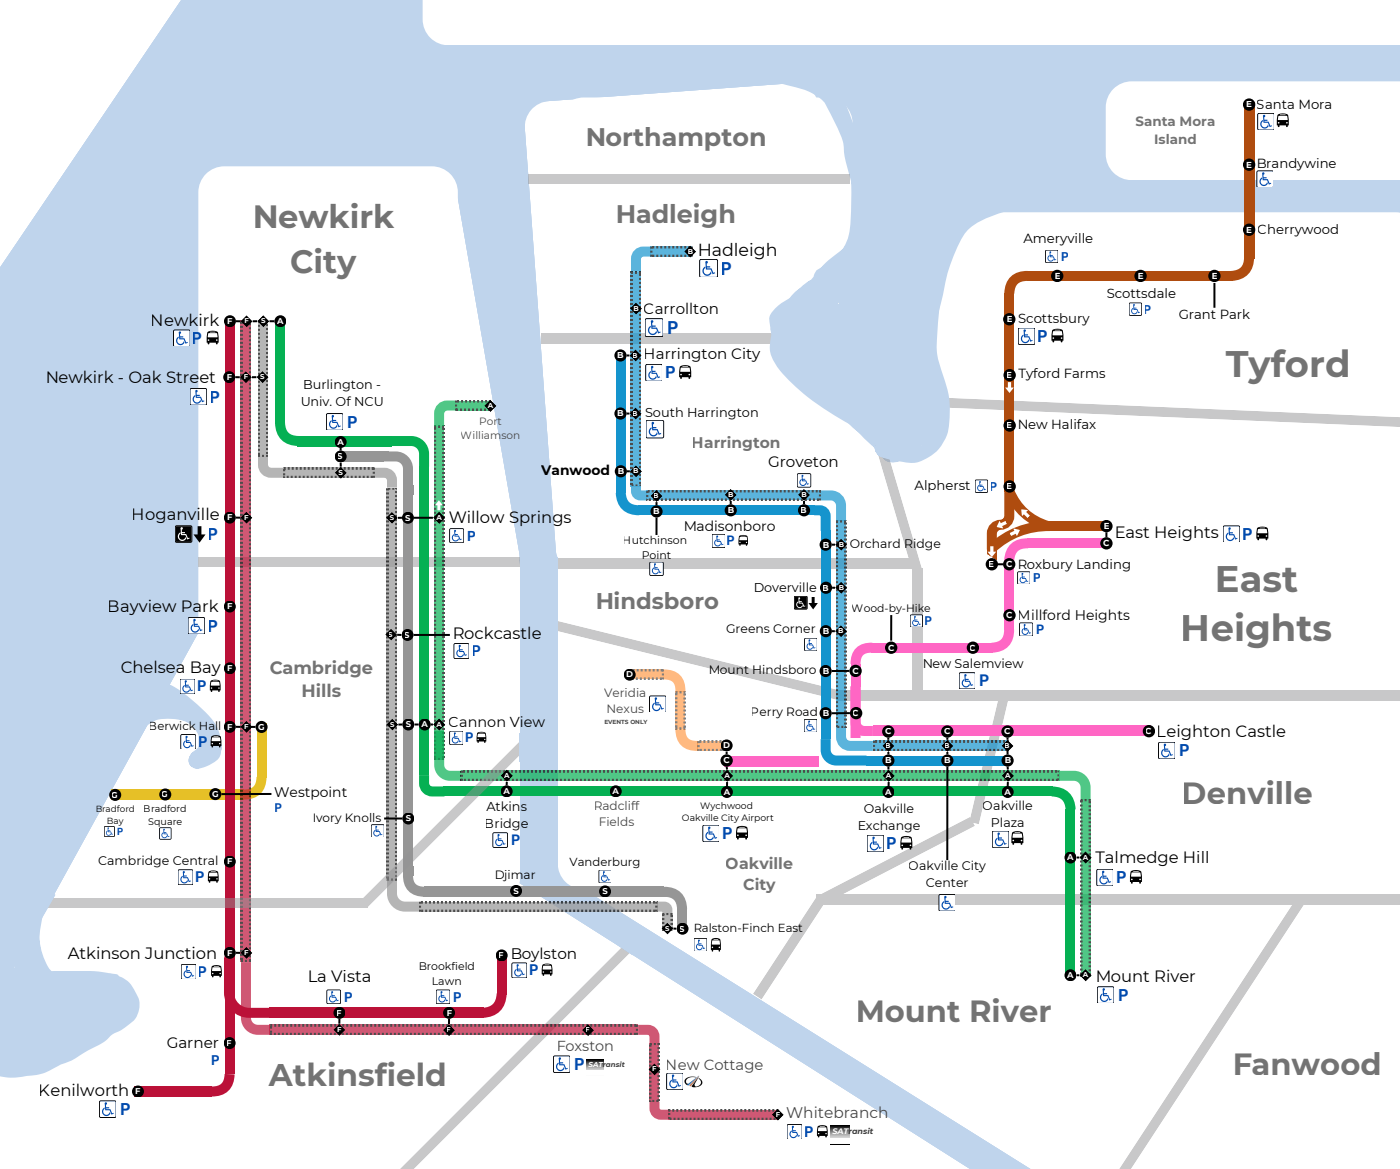 Northampton
Hadleigh
Newkirk
City
Santa Mora
Island
Santa Mora
Brandywine
Cherrywood
Ameryville
Scottsdale
Grant Park
Scottsbury
Tyford
Tyford Farms
New Halifax
Alpherst
East Heights
Roxbury Landing
East
Heights
Millford Heights
New Salemview
Wood-by-Hike
Hadleigh
Carrollton
Harrington City
South Harrington
Harrington
Vanwood
Groveton
Madisonboro
Hutchinson
Point
Orchard Ridge
Doverville
Greens Corner
Mount Hindsboro
Perry Road
Hindsboro
Newkirk
Newkirk - Oak Street
Burlington -
Univ. Of NCU
Port
Williamson
Hoganville
Willow Springs
Bayview Park
Rockcastle
Chelsea Bay
Cambridge
Hills
Berwick Hall
Cannon View
Veridia
Nexus
EVENTS ONLY
Leighton Castle
Denville
Westpoint
Bradford
Bay
Bradford
Square
Ivory Knolls
Atkins
Bridge
Radcliff
Fields
Wychwood
Oakville City Airport
Oakville
Exchange
Oakville
Plaza
Oakville City
Center
Oakville
City
Talmedge Hill
Cambridge Central
Djimar
Vanderburg
Ralston-Finch East
Atkinson Junction
La Vista
Brookfield
Lawn
Boylston
Mount River
Mount River
Garner
Kenilworth
Atkinsfield
Foxston
SATransit
New Cottage
Whitebranch
SATransit
Fanwood